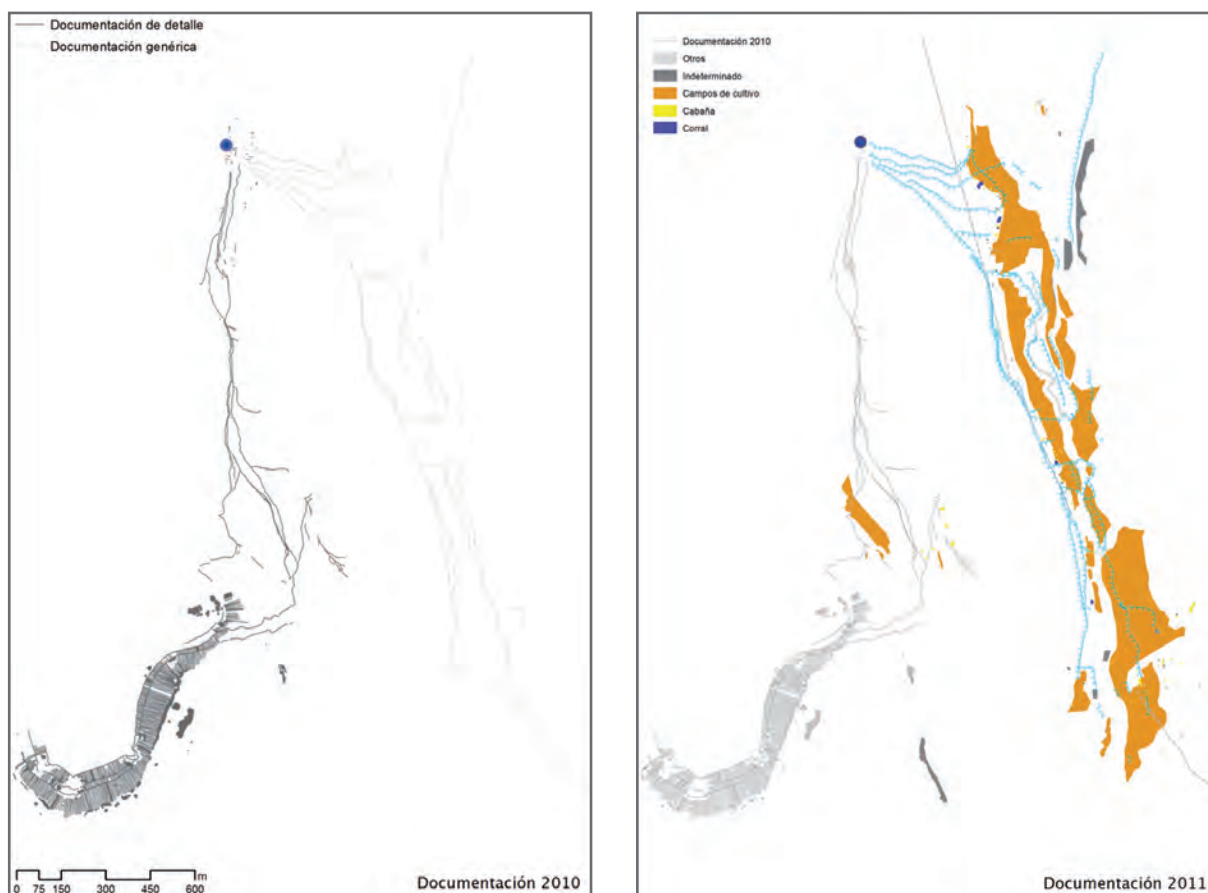 Documentación de detalle
Documentación genérica
0 75 150 300 450 600
m
Documentación 2010
Documentación 2010
Otros
Indeterminado
Campos de cultivo
Cabaña
Corral
Documentación 2011